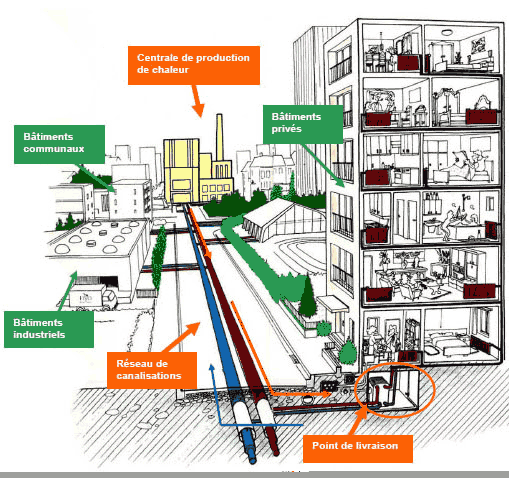 Centrale de production
de chaleur
Bâtiments
privés
Bâtiments
communaux
Bâtiments
industriels
Réseau de
canalisations
Point de livraison